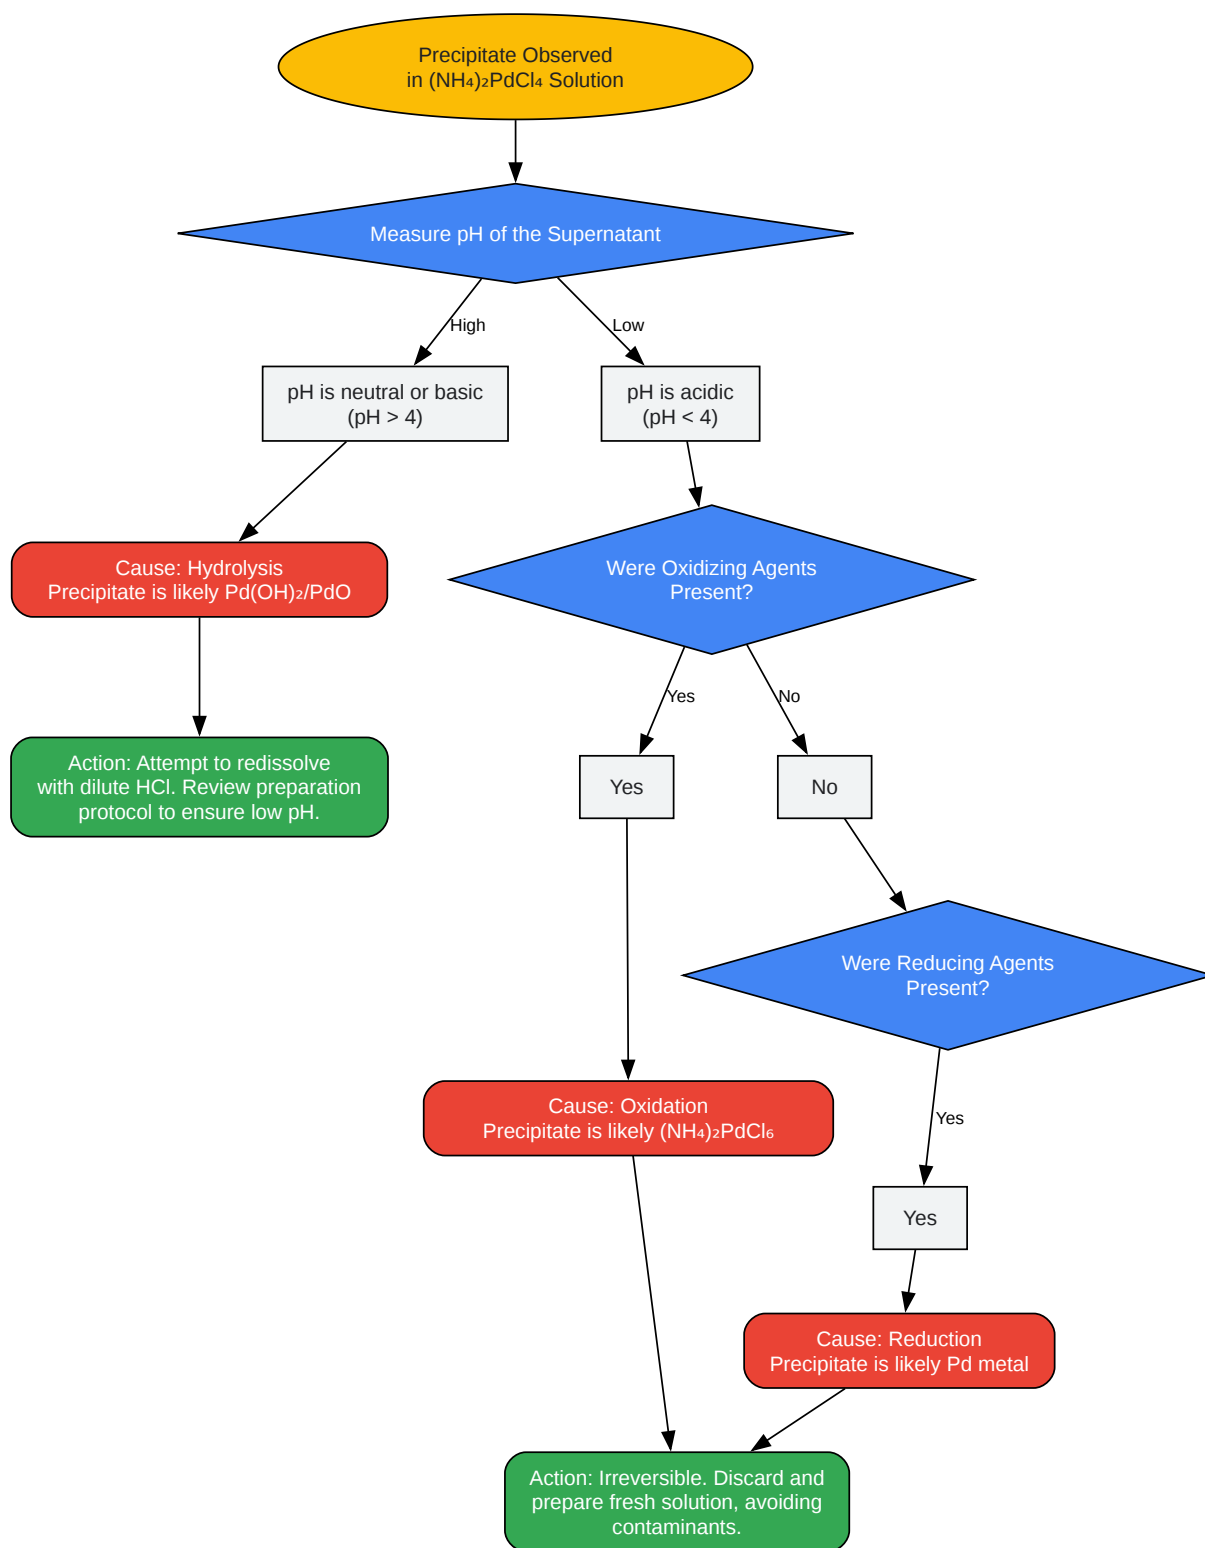 Precipitate Observed
in (NH₄)₂PdCl₄ Solution
Measure pH of the Supernatant
High
Low
pH is neutral or basic
(pH > 4)
pH is acidic
(pH < 4)
Cause: Hydrolysis
Precipitate is likely Pd(OH)₂/PdO
Were Oxidizing Agents
Present?
Yes
No
Action: Attempt to redissolve
with dilute HCl. Review preparation
protocol to ensure low pH.
Yes
No
Were Reducing Agents
Present?
Cause: Oxidation
Precipitate is likely (NH₄)₂PdCl₆
Yes
Yes
Cause: Reduction
Precipitate is likely Pd metal
Action: Irreversible. Discard and
prepare fresh solution, avoiding
contaminants.